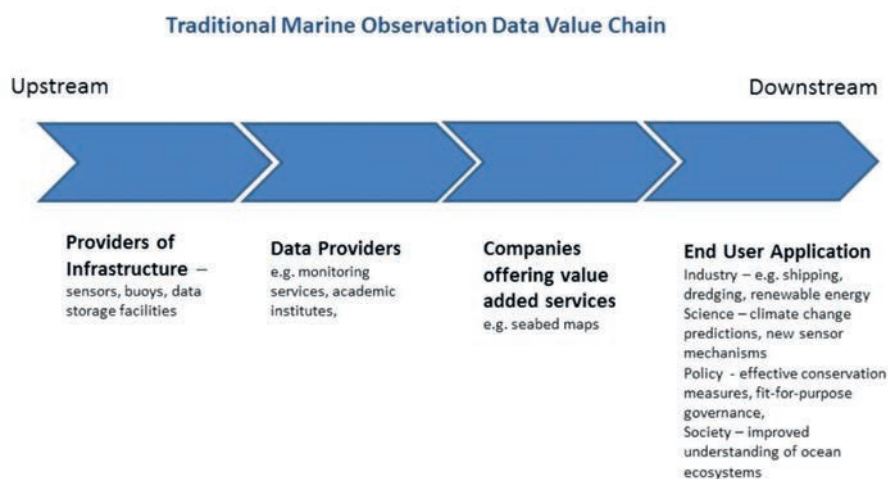 Traditional Marine Observation Data Value Chain
Upstream
Downstream
Providers of
Infrastructure –
sensors, buoys, data
storage facilities
Data Providers
e.g. monitoring
services, academic
institutes,
Companies
offering value
added services
e.g. seabed maps
End User Application
Industry – e.g. shipping,
dredging, renewable energy
Science – climate change
predictions, new sensor
mechanisms
Policy - effective conservation
measures, fit-for-purpose
governance,
Society – improved
understanding of ocean
ecosystems